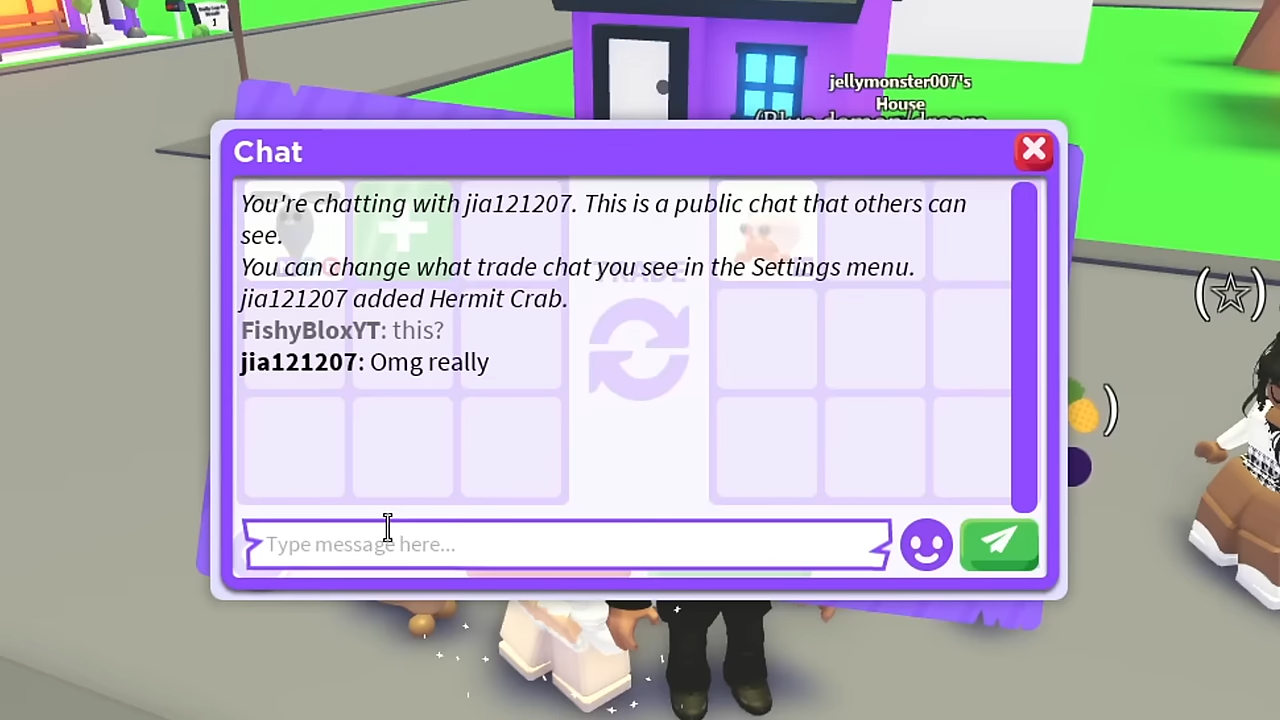 jellymonster007's
House
Chat
You're chatting with jia121207. This is a public chat that others can
see.
You can change what trade chat you see in the Settings menu.
jia121207 added Hermit Crab.
FishyBloxYT: this?
jia121207: Omg really
TRADE
Type message here...